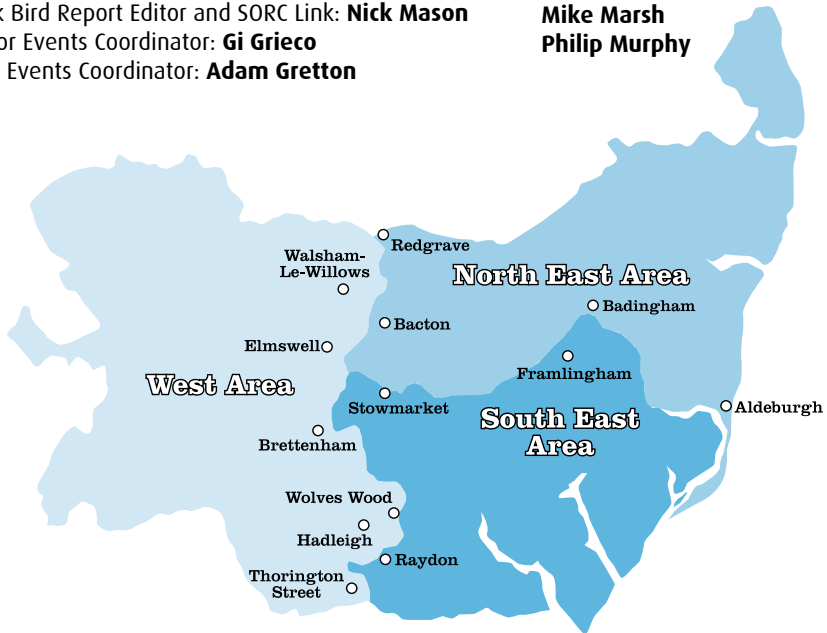 Bird Report Editor and SORC Link: Nick Mason
or Events Coordinator: Gi Grieco
Events Coordinator: Adam Gretton
Mike Marsh
Philip Murphy
Redgrave
Walsham-
Le-Willows
North East Area
Badingham
Bacton
Elmswell
Framlingham
West Area
Stowmarket
Aldeburgh
South East
Area
Brettenham
Wolves Wood
Hadleigh
Raydon
Thorington
Street